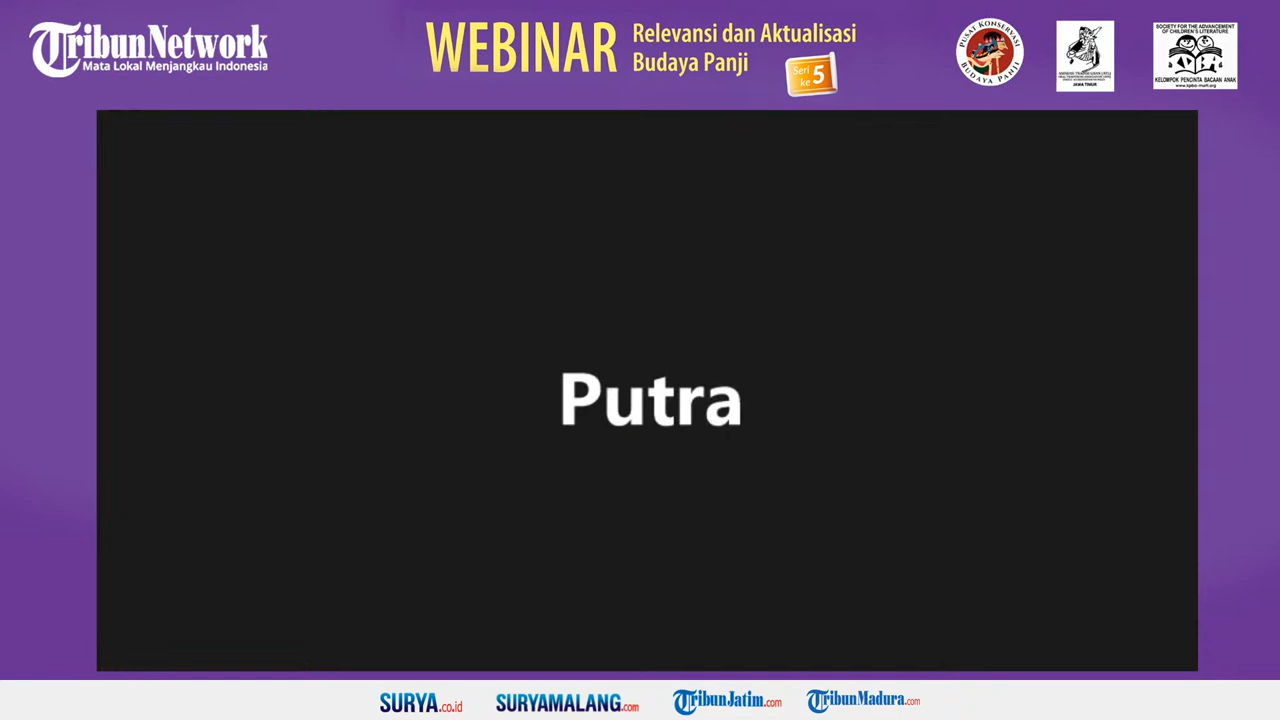 TribunNetwork
Mata Lokal Menjangkau Indonesia
WEBINAR
Relevansi dan Aktualisasi
Budaya Panji
Seri
ke 5
PUSAT KONSERVASI
BUDAYA PANJI
JAWA TIMUR
SOCIETY FOR THE ADVANCEMENT
OF CHILDREN'S LITERATURE
KELOMPOK PENCINTA BACAAN ANAK
Putra
SURYA.co.id
SURYAMALANG.com
TribunJatim.com
TribunMadura.com